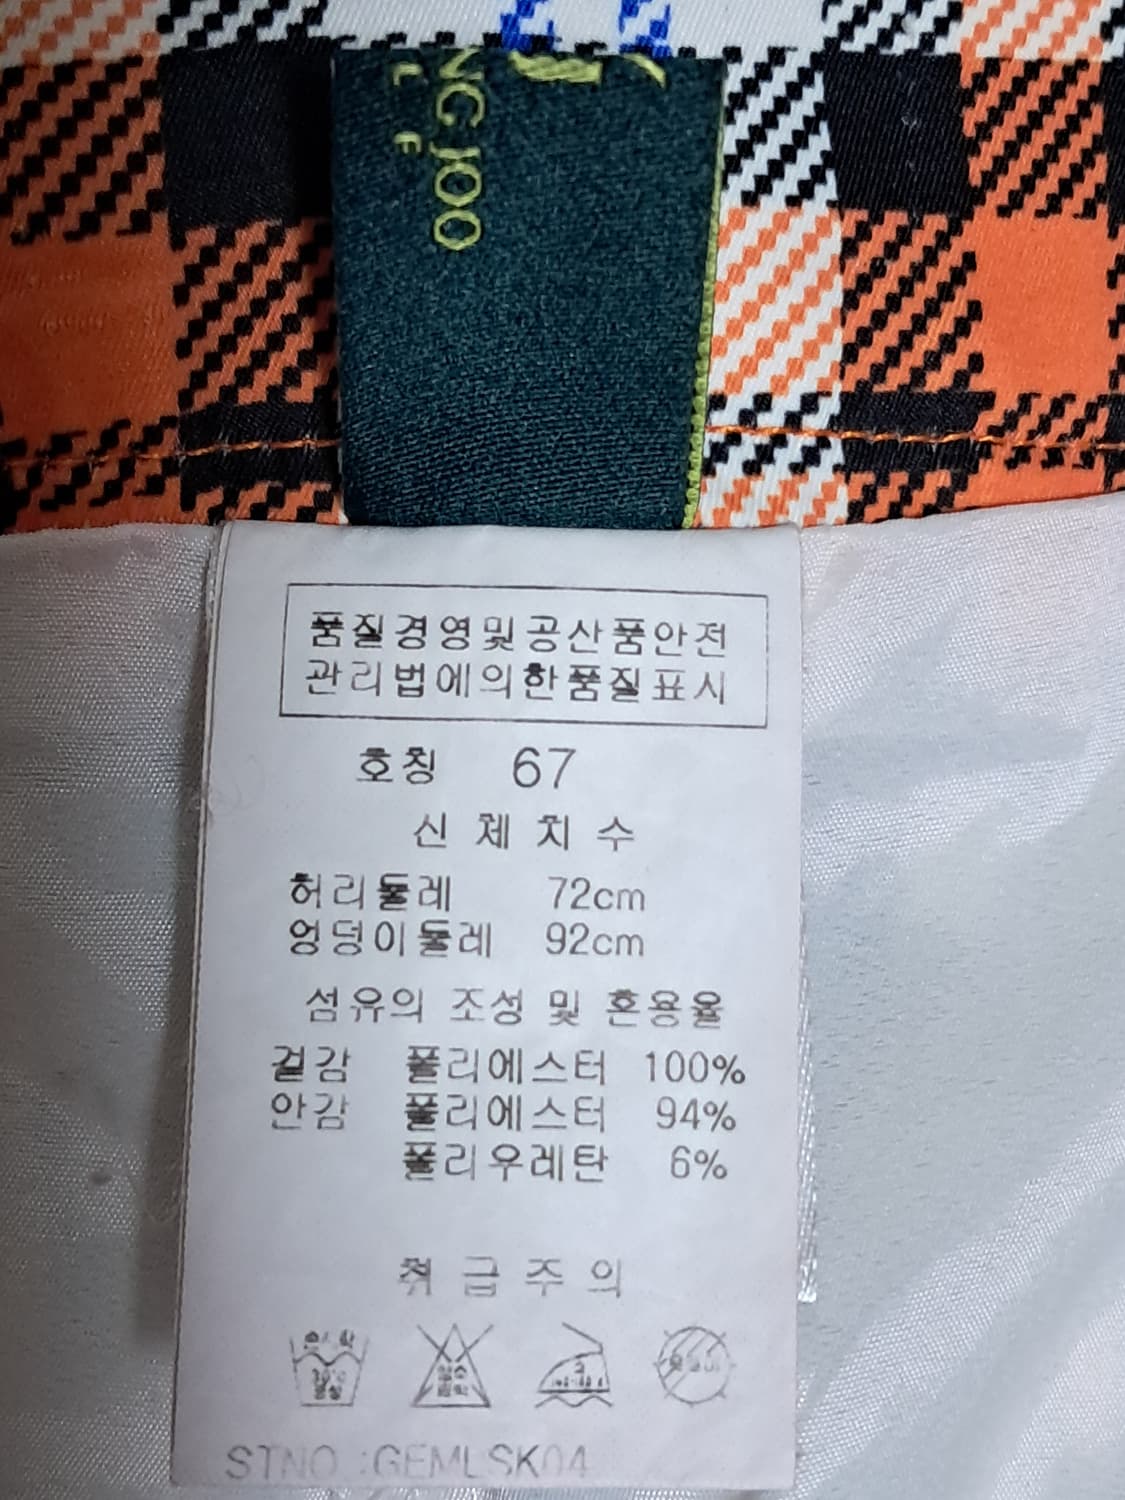 NG JOO
L F
품질경영및공산품안전
관리법에의한품질표시
호칭 67
신체치수
허리둘레 72cm
엉덩이둘레 92cm
섬유의 조성 및 혼용율
겉감 폴리에스터 100%
안감 폴리에스터 94%
폴리우레탄 6%
취급주의
STNO.:GEMLSK04